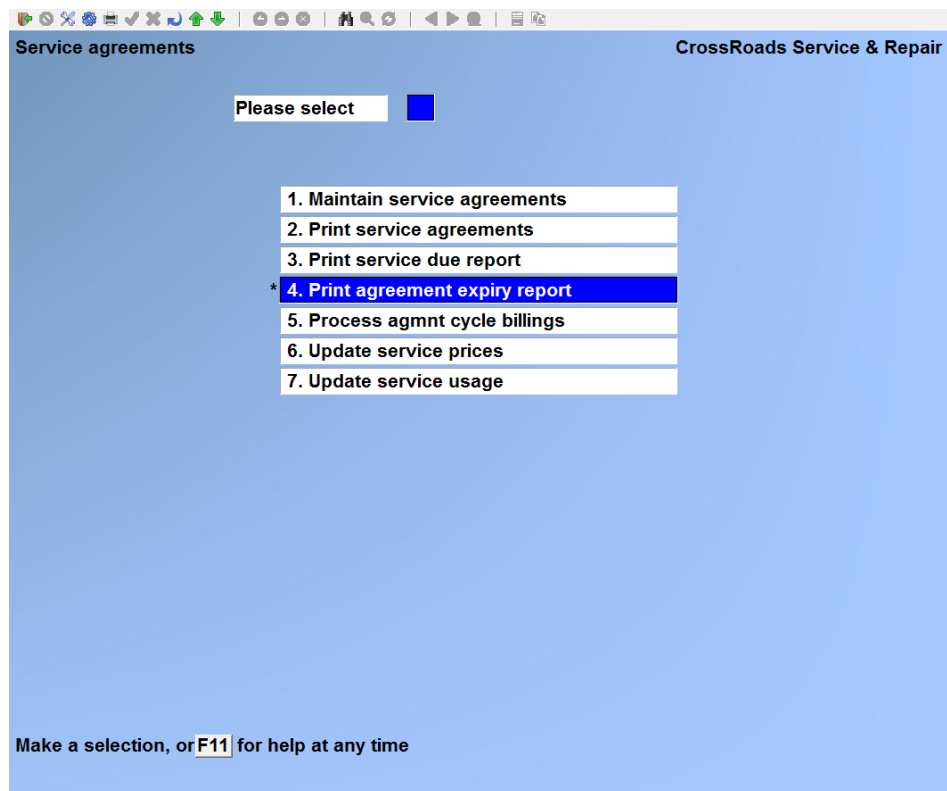 Service agreements
CrossRoads Service & Repair
Please select
1. Maintain service agreements
2. Print service agreements
3. Print service due report
* 4. Print agreement expiry report
5. Process agmnt cycle billings
6. Update service prices
7. Update service usage
Make a selection, or F11 for help at any time